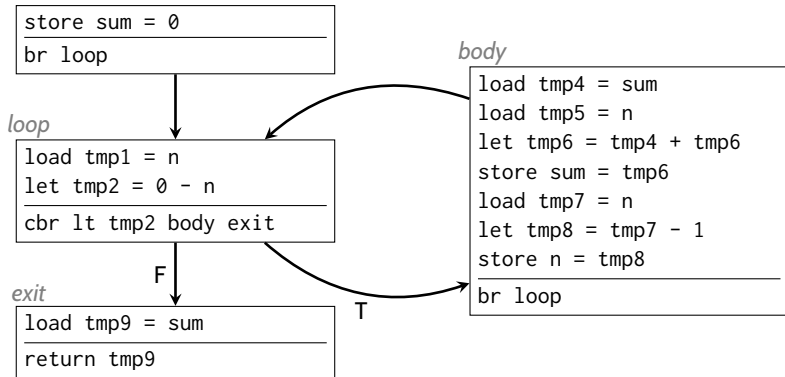 store sum = 0
br loop
loop
load tmp1 = n
let tmp2 = 0 - n
cbr lt tmp2 body exit
F
T
exit
load tmp9 = sum
return tmp9
body
load tmp4 = sum
load tmp5 = n
let tmp6 = tmp4 + tmp6
store sum = tmp6
load tmp7 = n
let tmp8 = tmp7 - 1
store n = tmp8
br loop